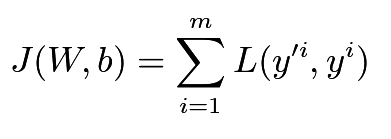 J(W, b) = \sum_{i=1}^{m} L(y'^i, y^i)